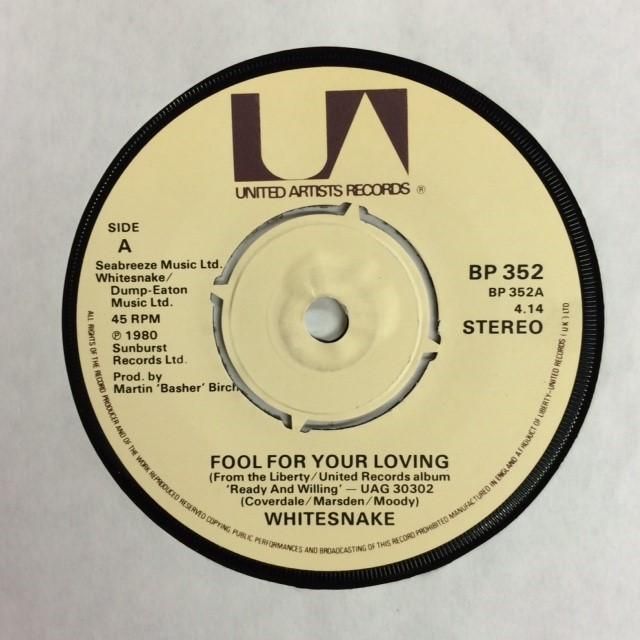 UA
UNITED ARTISTS RECORDS ®
SIDE
A
Seabreeze Music Ltd.
Whitesnake/
Dump-Eaton
Music Ltd.
45 RPM
℗ 1980
Sunburst
Records Ltd.
Prod. by
Martin 'Basher' Birch
BP 352
BP 352A
4.14
STEREO
FOOL FOR YOUR LOVING
(From the Liberty/United Records album
'Ready And Willing' — UAG 30302
(Coverdale/Marsden/Moody)
WHITESNAKE
ALL RIGHTS OF THE RECORD PRODUCER AND OF THE WORK REPRODUCED RESERVED COPYING PUBLIC PERFORMANCES AND BROADCASTING OF THIS RECORD PROHIBITED MANUFACTURED IN ENGLAND A PRODUCT OF LIBERTY-UNITED RECORDS (UK) LTD